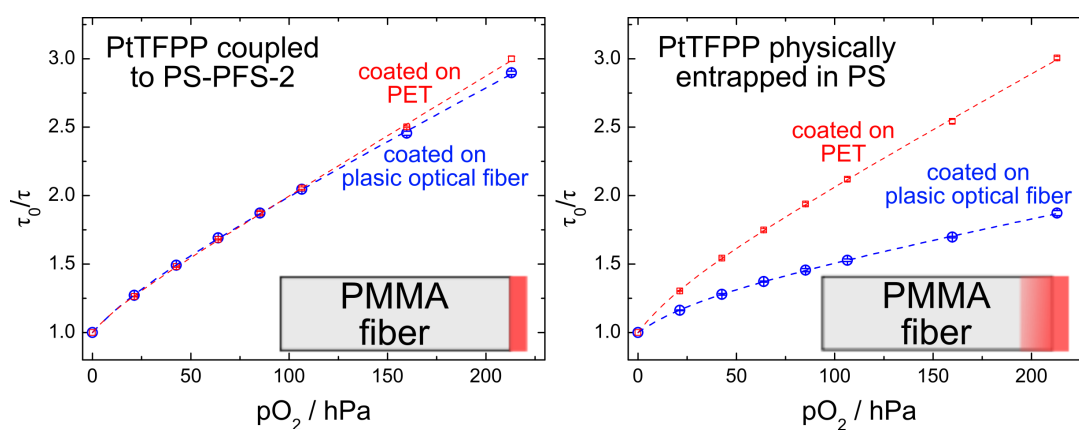 PtTFPP coupled
to PS-PFS-2
coated on
PET
coated on
plasic optical fiber
PMMA
fiber
τ₀/τ
1.0
1.5
2.0
2.5
3.0
0
50
100
150
200
pO₂ / hPa
PtTFPP physically
entrapped in PS
coated on
PET
coated on
plasic optical fiber
PMMA
fiber
τ₀/τ
1.0
1.5
2.0
2.5
3.0
0
50
100
150
200
pO₂ / hPa